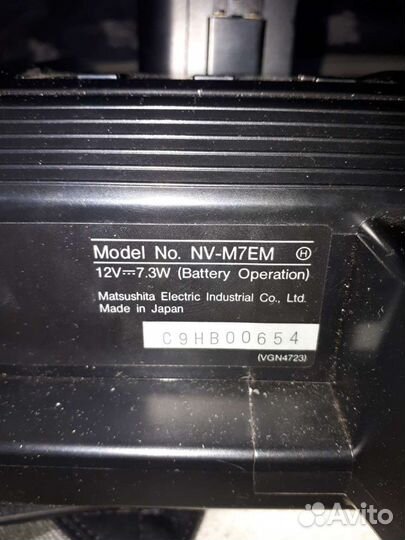 Model No. NV-M7EM Ⓗ
12V⎓7.3W (Battery Operation)
Matsushita Electric Industrial Co., Ltd.
Made in Japan
C9HB00654
(VGN4723)
Avito